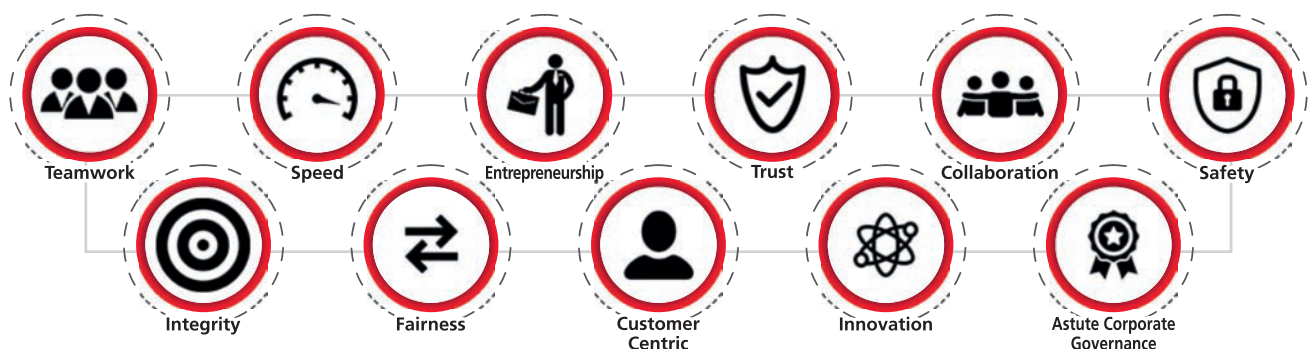 Teamwork
Speed
Entrepreneurship
Trust
Collaboration
Safety
Integrity
Fairness
Customer
Centric
Innovation
Astute Corporate
Governance